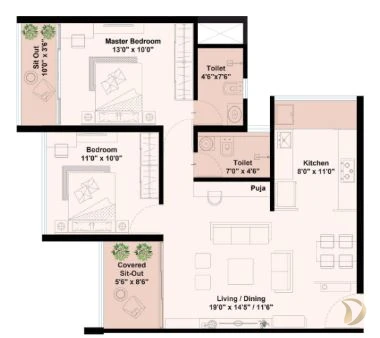 Sit Out
10'0" x 3'6"
Master Bedroom
13'0" x 10'0"
Toilet
4'6"x7'6"
Bedroom
11'0" x 10'0"
Toilet
7'0" x 4'6"
Kitchen
8'0" x 11'0"
Puja
Covered
Sit-Out
5'6" x 8'6"
Living / Dining
19'0" x 14'5" / 11'6"